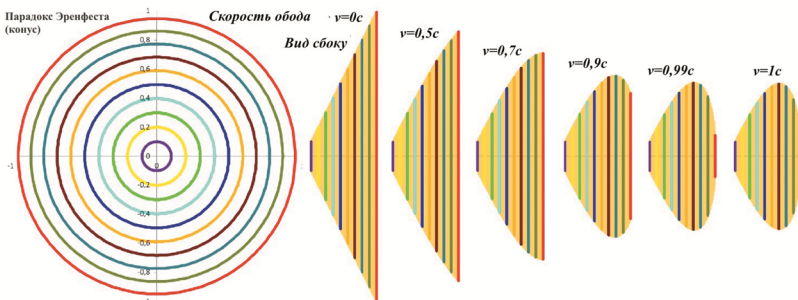 Парадокс Эренфеста
(конус)
Скорость обода
Вид сбоку
v=0c
v=0,5c
v=0,7c
v=0,9c
v=0,99c
v=1c
1
0,8
0,6
0,4
0,2
0
-0,2
-0,4
-0,6
-0,8
-1
0